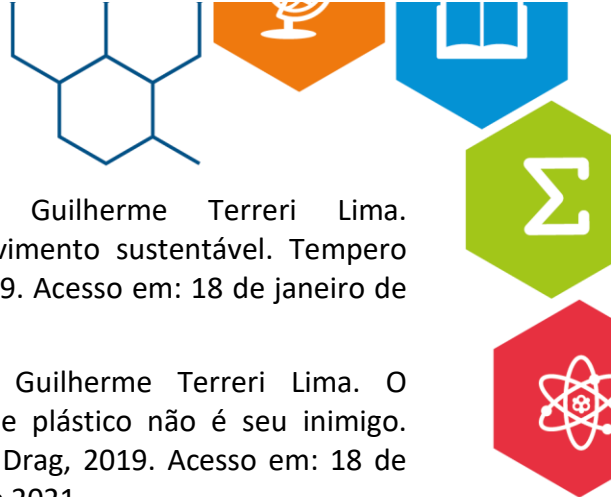 Guilherme Terreri Lima.
vimento sustentável. Tempero
9. Acesso em: 18 de janeiro de
Guilherme Terreri Lima. O
e plástico não é seu inimigo.
Drag, 2019. Acesso em: 18 de
2021
Σ